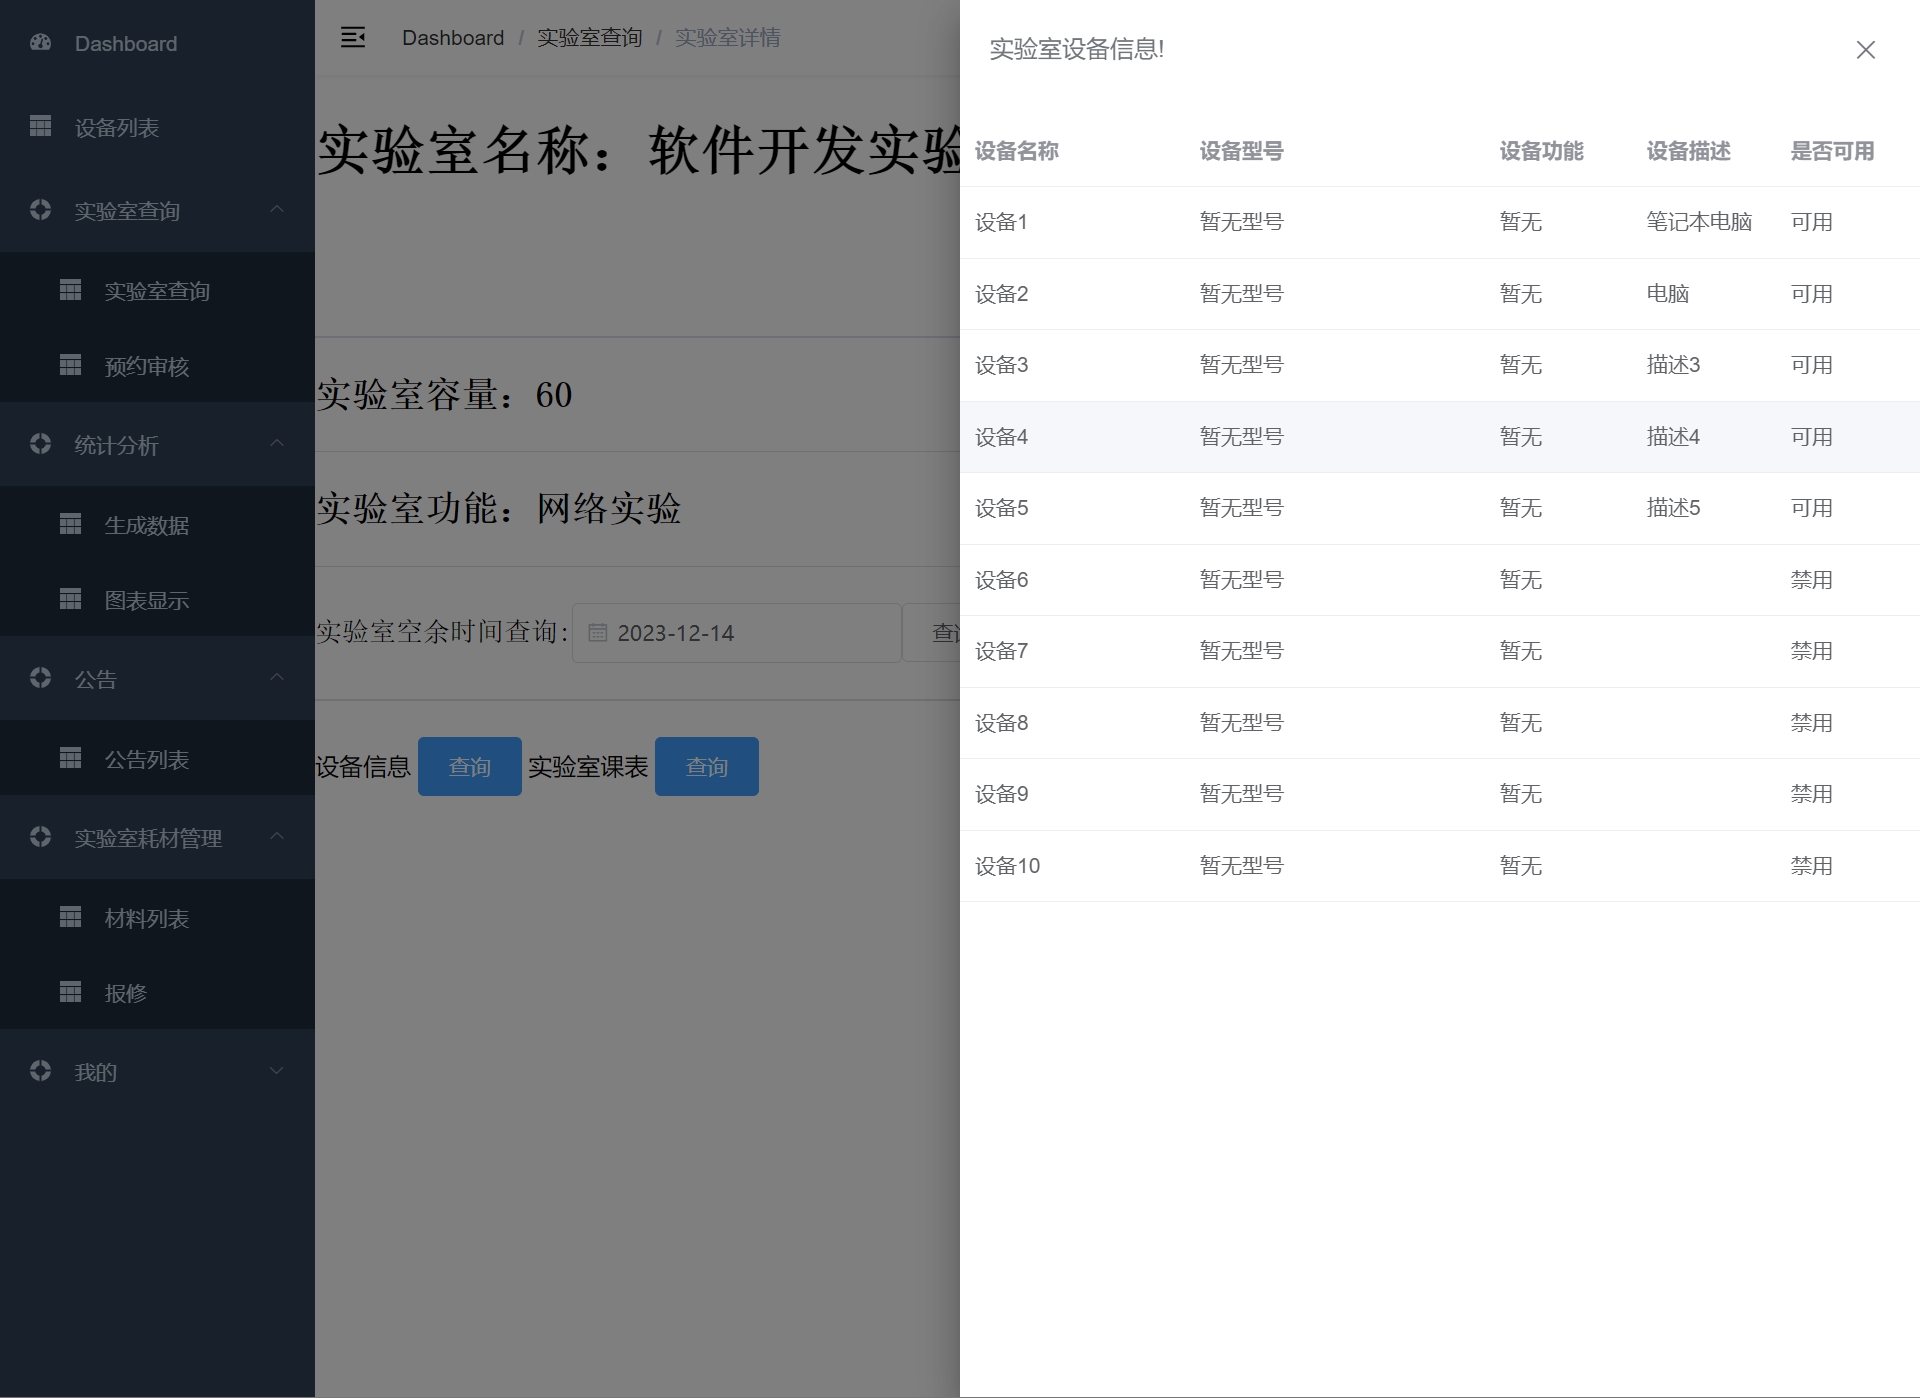 Dashboard
设备列表
实验室查询
实验室查询
预约审核
统计分析
生成数据
图表显示
公告
公告列表
实验室耗材管理
材料列表
报修
我的
Dashboard / 实验室查询 / 实验室详情
实验室名称：软件开发实验
实验室容量：60
实验室功能：网络实验
实验室空余时间查询: 2023-12-14 查
设备信息 查询 实验室课表 查询
实验室设备信息!
设备名称 设备型号 设备功能 设备描述 是否可用
设备1 暂无型号 暂无 笔记本电脑 可用
设备2 暂无型号 暂无 电脑 可用
设备3 暂无型号 暂无 描述3 可用
设备4 暂无型号 暂无 描述4 可用
设备5 暂无型号 暂无 描述5 可用
设备6 暂无型号 暂无 禁用
设备7 暂无型号 暂无 禁用
设备8 暂无型号 暂无 禁用
设备9 暂无型号 暂无 禁用
设备10 暂无型号 暂无 禁用